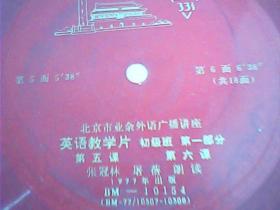 331
V
第 5 面 5'38"
第 6 面 6'38"
(共18面)
北京市业余外语广播讲座
英语教学片 初级班 第一部分
第五课 第六课
张冠林 屠蓓 朗读
1977年出版
BM—10154
(BM-77/10307-10308)